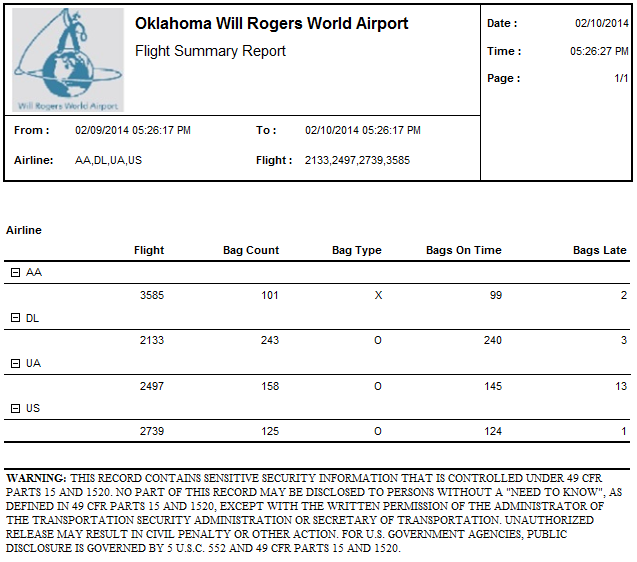 Oklahoma Will Rogers World Airport
Flight Summary Report
Will Rogers World Airport
Date : 02/10/2014
Time : 05:26:27 PM
Page : 1/1
From : 02/09/2014 05:26:17 PM To : 02/10/2014 05:26:17 PM
Airline: AA,DL,UA,US Flight : 2133,2497,2739,3585
Airline
Flight Bag Count Bag Type Bags On Time Bags Late
AA
3585 101 X 99 2
DL
2133 243 O 240 3
UA
2497 158 O 145 13
US
2739 125 O 124 1
WARNING: THIS RECORD CONTAINS SENSITIVE SECURITY INFORMATION THAT IS CONTROLLED UNDER 49 CFR
PARTS 15 AND 1520. NO PART OF THIS RECORD MAY BE DISCLOSED TO PERSONS WITHOUT A "NEED TO KNOW", AS
DEFINED IN 49 CFR PARTS 15 AND 1520, EXCEPT WITH THE WRITTEN PERMISSION OF THE ADMINISTRATOR OF
THE TRANSPORTATION SECURITY ADMINISTRATION OR SECRETARY OF TRANSPORTATION. UNAUTHORIZED
RELEASE MAY RESULT IN CIVIL PENALTY OR OTHER ACTION. FOR U.S. GOVERNMENT AGENCIES, PUBLIC
DISCLOSURE IS GOVERNED BY 5 U.S.C. 552 AND 49 CFR PARTS 15 AND 1520.